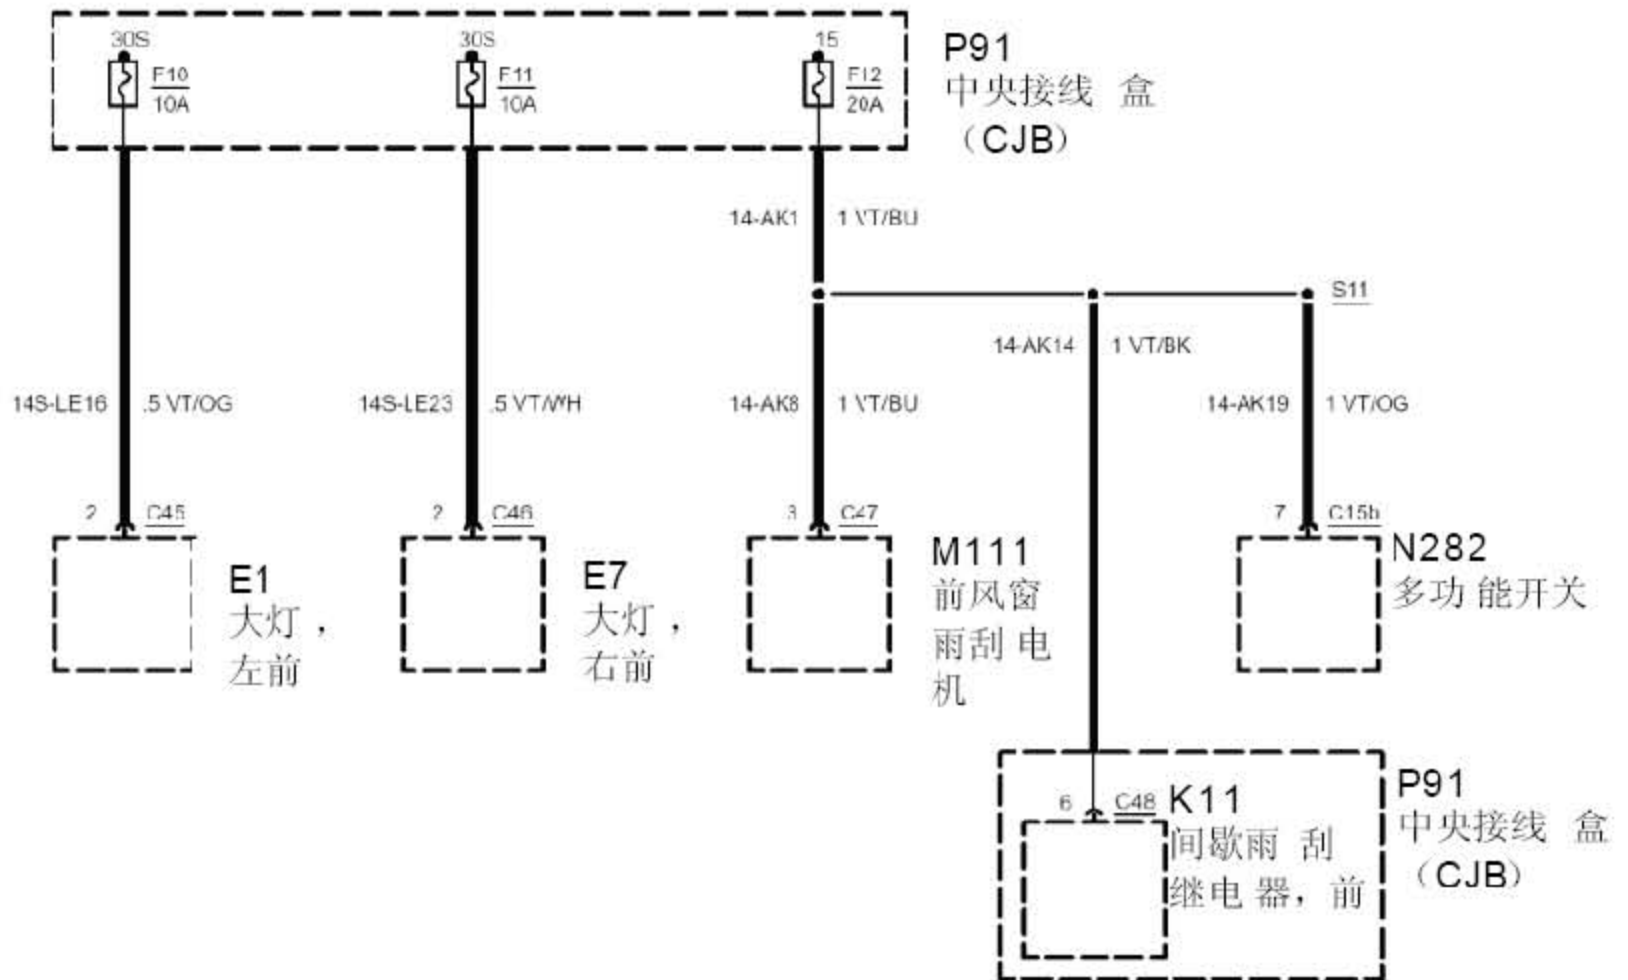 30S
30S
15
F10
10A
F11
10A
F12
20A
P91
中央接线 盒
（CJB）
14-AK1
1 VT/BU
S11
14-AK14
1 VT/BK
14S-LE16
.5 VT/OG
14S-LE23
.5 VT/WH
14-AK8
1 VT/BU
14-AK19
1 VT/OG
2
C45
2
C46
3
C47
7
C15b
E1
大灯，
左前
E7
大灯，
右前
M111
前风窗
雨刮 电
机
N282
多功 能开关
6
C48
K11
间歇雨 刮
继电 器，前
P91
中央接线 盒
（CJB）